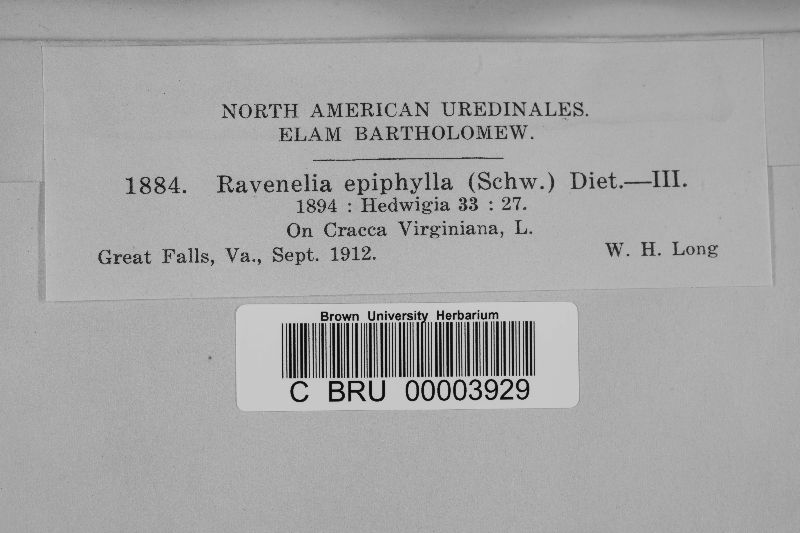 NORTH AMERICAN UREDINALES.
ELAM BARTHOLOMEW.
1884. Ravenelia epiphylla (Schw.) Diet.—III.
1894 : Hedwigia 33 : 27.
On Cracca Virginiana, L.
Great Falls, Va., Sept. 1912. W. H. Long
Brown University Herbarium
C BRU 00003929